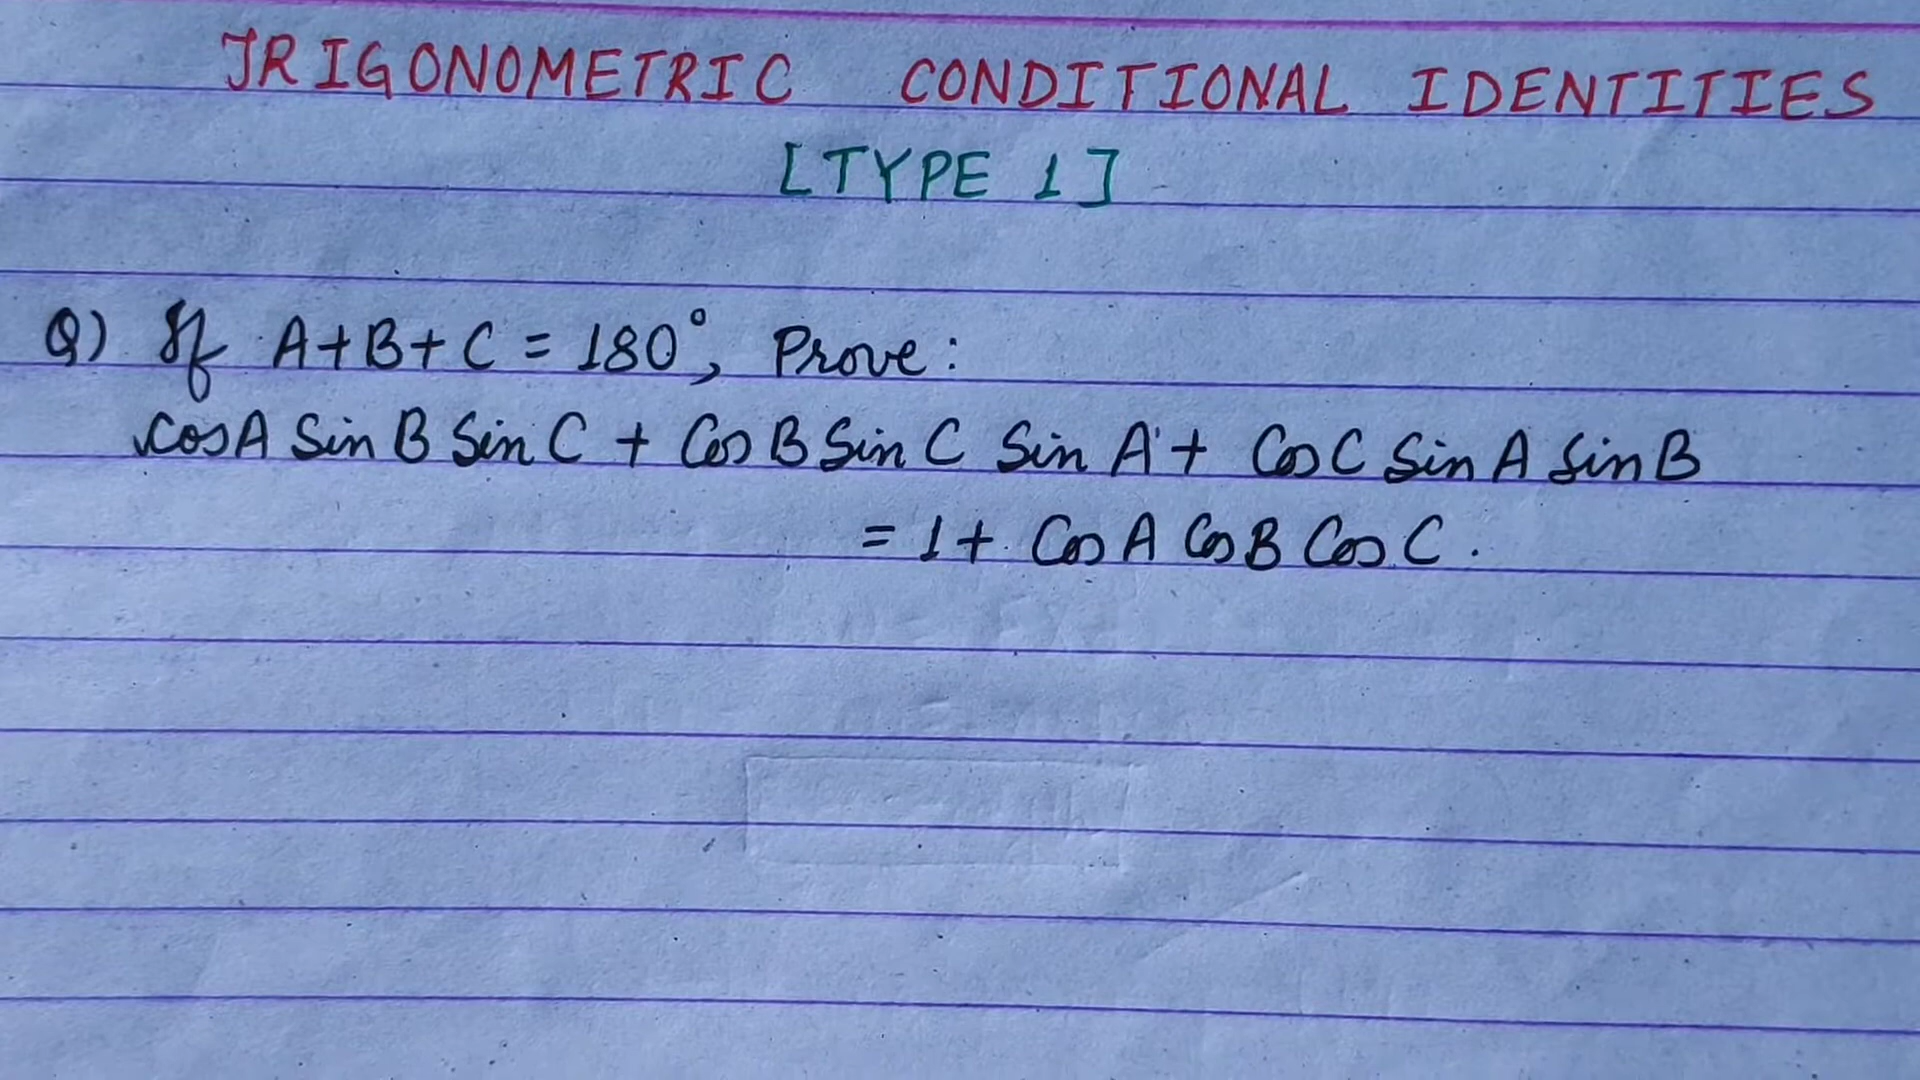 TRIGONOMETRIC CONDITIONAL IDENTITIES
[TYPE 1]
Q) If A+B+C = 180°, Prove:
cosA Sin B Sin C + Cos B Sin C Sin A + Cos C Sin A Sin B
= 1 + Cos A Cos B Cos C.